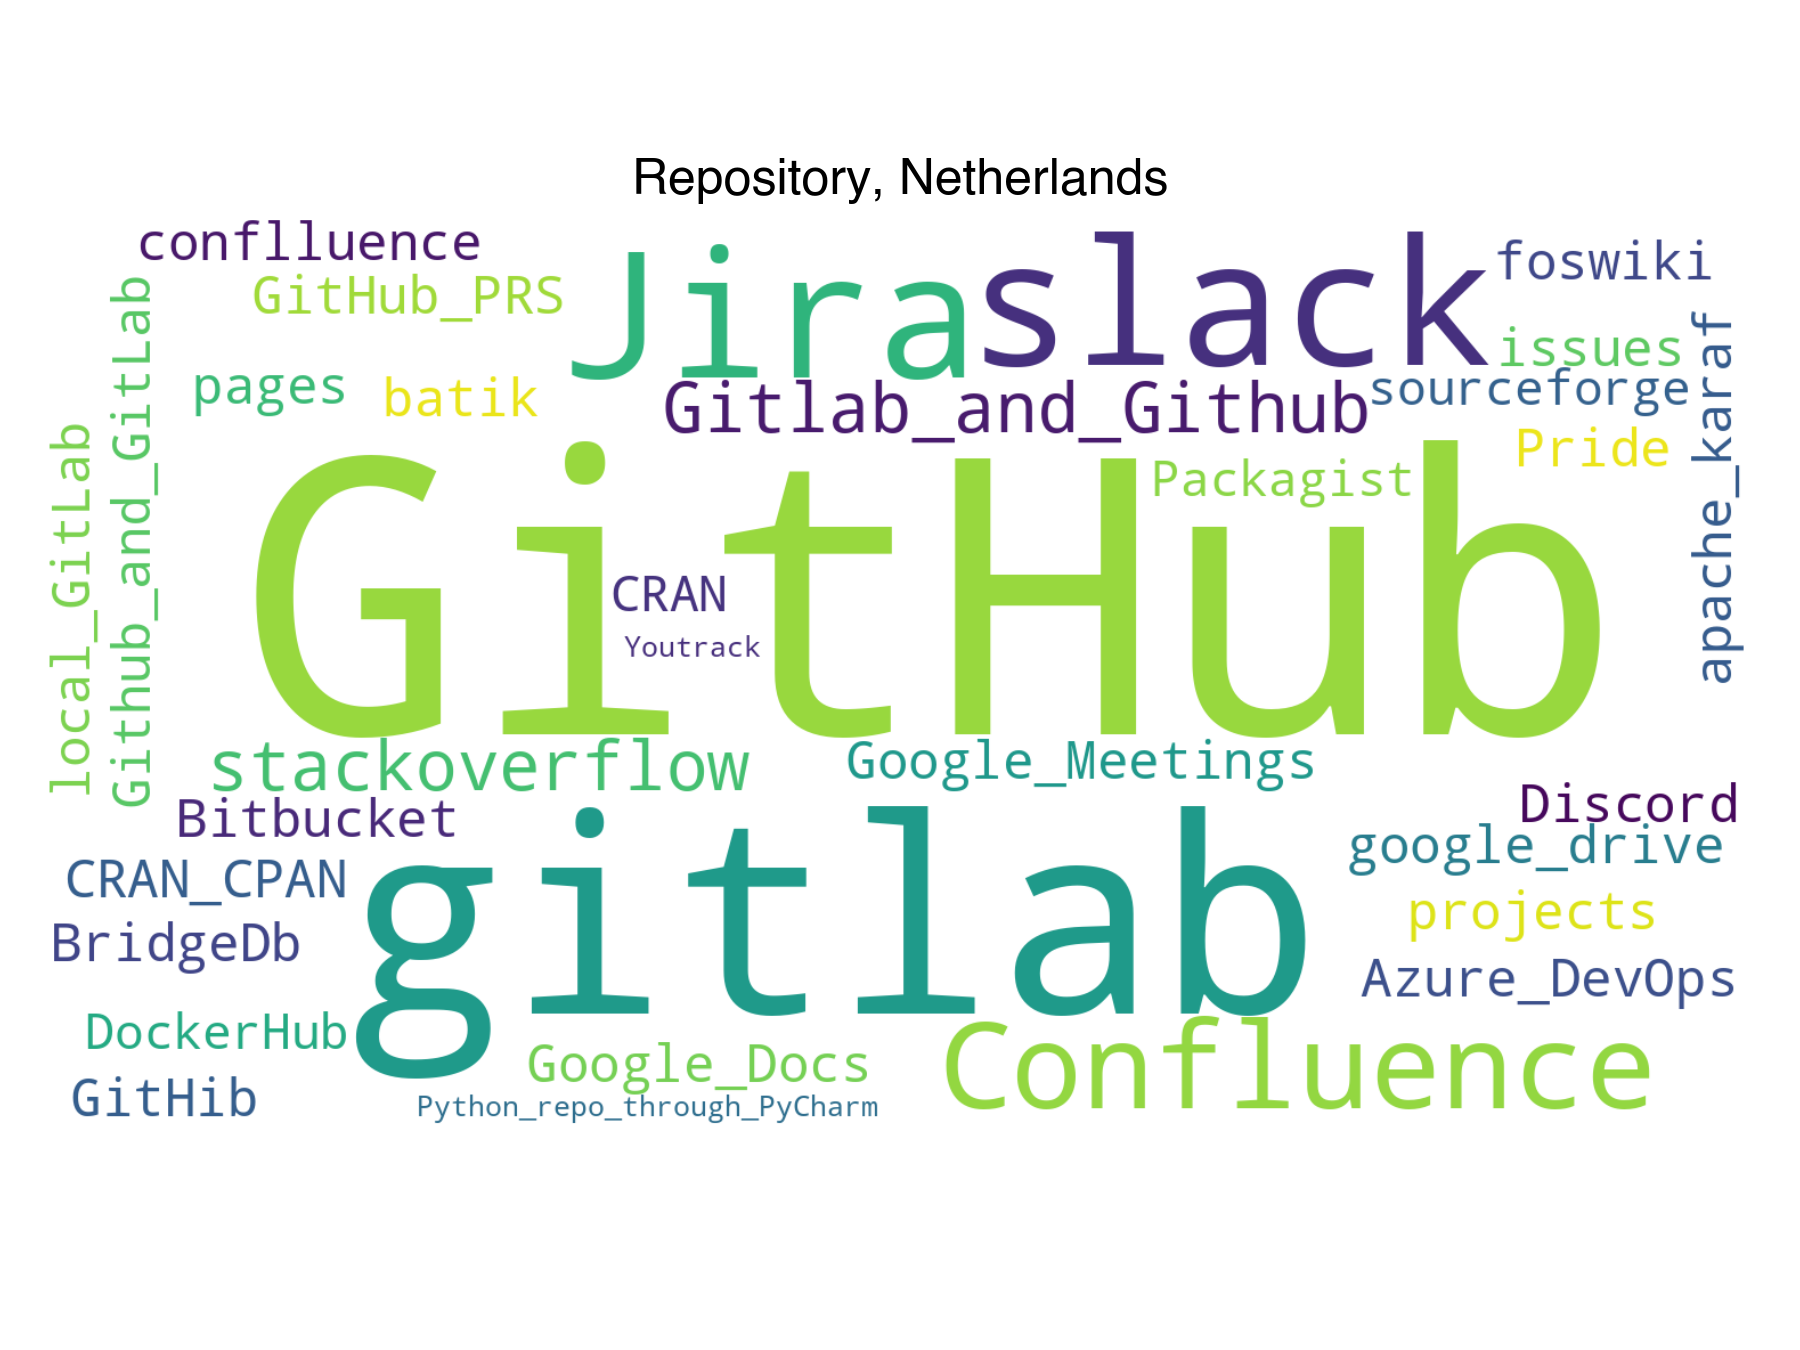 Repository, Netherlands
conflluence
GitHub_PRS
Jira
slack
foswiki
issues
pages
batik
Gitlab_and_Github
sourceforge
Pride
apache_karaf
local_GitLab
Github_and_GitLab
GitHub
Packagist
CRAN
Youtrack
stackoverflow
Google_Meetings
Bitbucket
Discord
gitlab
google_drive
CRAN_CPAN
projects
BridgeDb
Azure_DevOps
DockerHub
Google_Docs
Confluence
GitHib
Python_repo_through_PyCharm